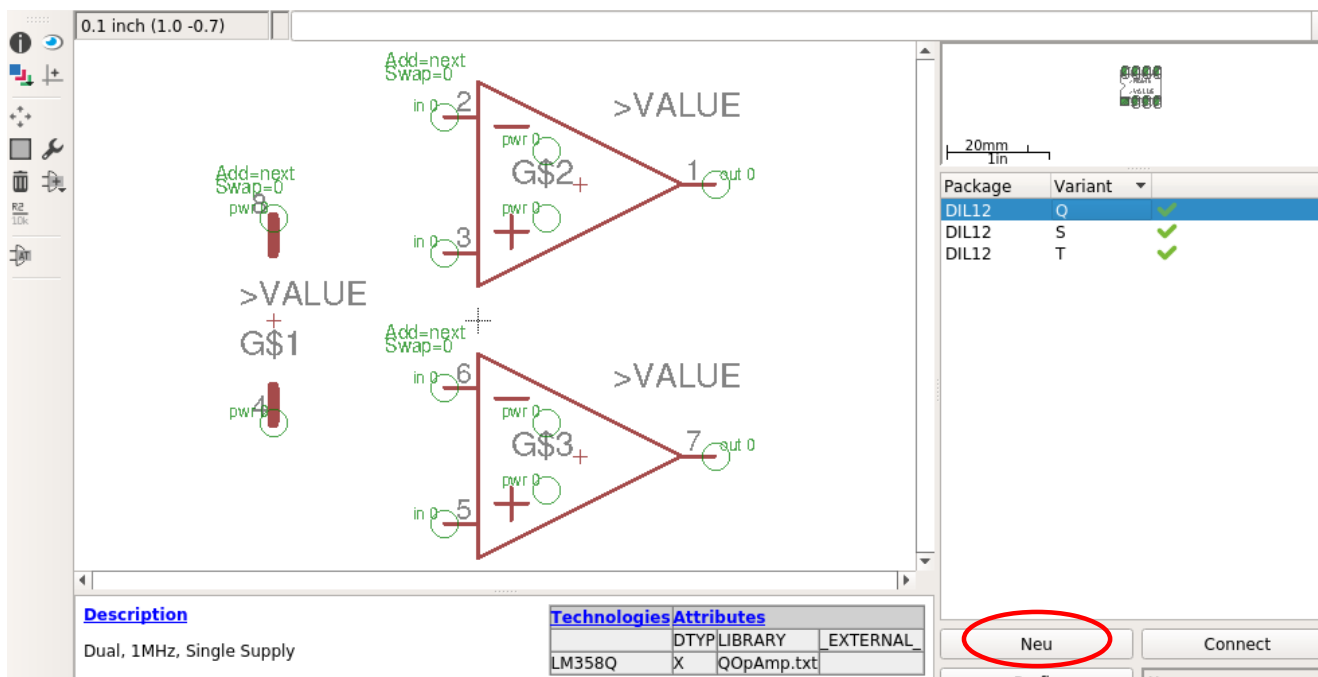 0.1 inch (1.0 -0.7)
Add=next
Swap=0
in 0
2
>VALUE
pwr 0
G$2
1
out 0
pwr 0
in 0
3
Add=next
Swap=0
8
>VALUE
G$1
4
Add=next
Swap=0
in 0
6
>VALUE
pwr 0
G$3
7
out 0
pwr 0
in 0
5
20mm
1in
Package Variant
DIL12 Q
DIL12 S
DIL12 T
Description
Dual, 1MHz, Single Supply
Technologies Attributes
DTYP LIBRARY _EXTERNAL_
LM358Q X QOpAmp.txt
Neu Connect
R2
10k